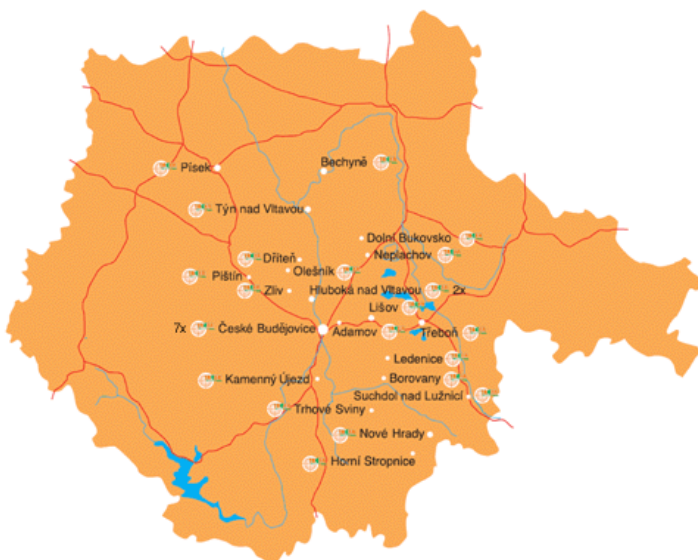 Bechyně
Písek
Týn nad Vltavou
Dolní Bukovsko
Neplachov
Dříteň
Olešník
Pištín
Zliv
Hluboká nad Vltavou 2x
Lišov
7x České Budějovice
Adamov
Třeboň
Ledenice
Kamenný Újezd
Borovany
Suchdol nad Lužnicí
Trhové Sviny
Nové Hrady
Horní Stropnice